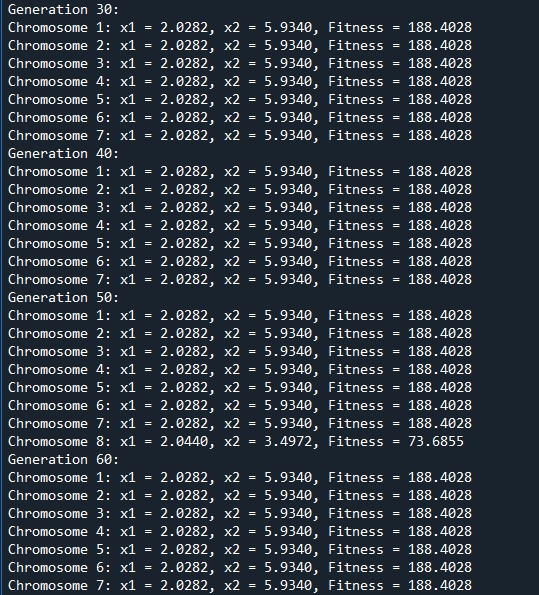 Generation 30:
Chromosome 1: x1 = 2.0282, x2 = 5.9340, Fitness = 188.4028
Chromosome 2: x1 = 2.0282, x2 = 5.9340, Fitness = 188.4028
Chromosome 3: x1 = 2.0282, x2 = 5.9340, Fitness = 188.4028
Chromosome 4: x1 = 2.0282, x2 = 5.9340, Fitness = 188.4028
Chromosome 5: x1 = 2.0282, x2 = 5.9340, Fitness = 188.4028
Chromosome 6: x1 = 2.0282, x2 = 5.9340, Fitness = 188.4028
Chromosome 7: x1 = 2.0282, x2 = 5.9340, Fitness = 188.4028
Generation 40:
Chromosome 1: x1 = 2.0282, x2 = 5.9340, Fitness = 188.4028
Chromosome 2: x1 = 2.0282, x2 = 5.9340, Fitness = 188.4028
Chromosome 3: x1 = 2.0282, x2 = 5.9340, Fitness = 188.4028
Chromosome 4: x1 = 2.0282, x2 = 5.9340, Fitness = 188.4028
Chromosome 5: x1 = 2.0282, x2 = 5.9340, Fitness = 188.4028
Chromosome 6: x1 = 2.0282, x2 = 5.9340, Fitness = 188.4028
Chromosome 7: x1 = 2.0282, x2 = 5.9340, Fitness = 188.4028
Generation 50:
Chromosome 1: x1 = 2.0282, x2 = 5.9340, Fitness = 188.4028
Chromosome 2: x1 = 2.0282, x2 = 5.9340, Fitness = 188.4028
Chromosome 3: x1 = 2.0282, x2 = 5.9340, Fitness = 188.4028
Chromosome 4: x1 = 2.0282, x2 = 5.9340, Fitness = 188.4028
Chromosome 5: x1 = 2.0282, x2 = 5.9340, Fitness = 188.4028
Chromosome 6: x1 = 2.0282, x2 = 5.9340, Fitness = 188.4028
Chromosome 7: x1 = 2.0282, x2 = 5.9340, Fitness = 188.4028
Chromosome 8: x1 = 2.0440, x2 = 3.4972, Fitness = 73.6855
Generation 60:
Chromosome 1: x1 = 2.0282, x2 = 5.9340, Fitness = 188.4028
Chromosome 2: x1 = 2.0282, x2 = 5.9340, Fitness = 188.4028
Chromosome 3: x1 = 2.0282, x2 = 5.9340, Fitness = 188.4028
Chromosome 4: x1 = 2.0282, x2 = 5.9340, Fitness = 188.4028
Chromosome 5: x1 = 2.0282, x2 = 5.9340, Fitness = 188.4028
Chromosome 6: x1 = 2.0282, x2 = 5.9340, Fitness = 188.4028
Chromosome 7: x1 = 2.0282, x2 = 5.9340, Fitness = 188.4028